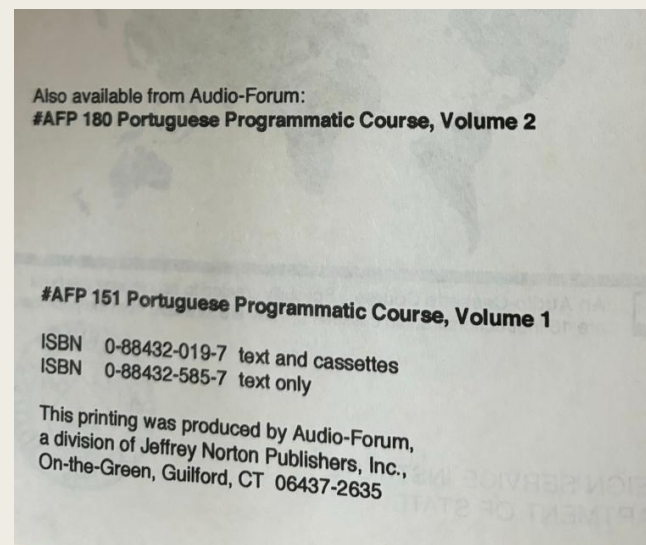 Also available from Audio-Forum:
#AFP 180 Portuguese Programmatic Course, Volume 2
#AFP 151 Portuguese Programmatic Course, Volume 1
ISBN 0-88432-019-7 text and cassettes
ISBN 0-88432-585-7 text only
This printing was produced by Audio-Forum,
a division of Jeffrey Norton Publishers, Inc.,
On-the-Green, Guilford, CT 06437-2635